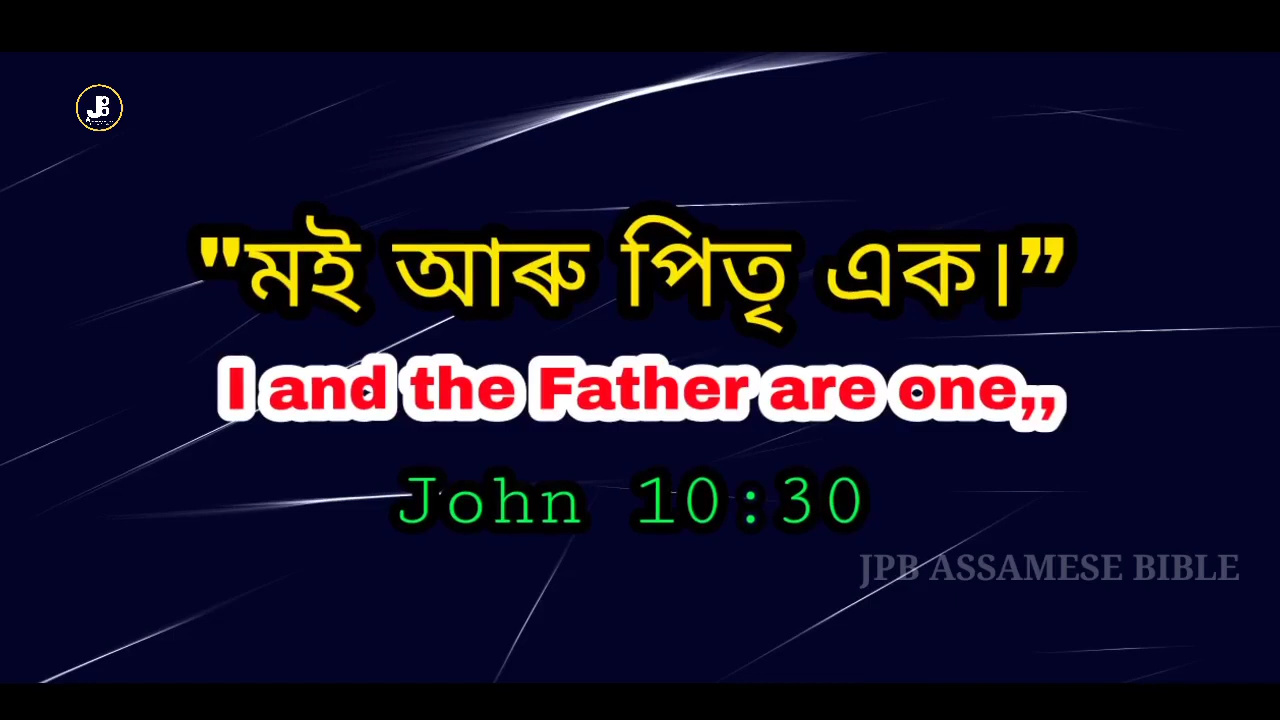 "মই আৰু পিতৃ এক।”
I and the Father are one,,
John 10:30
JPB ASSAMESE BIBLE